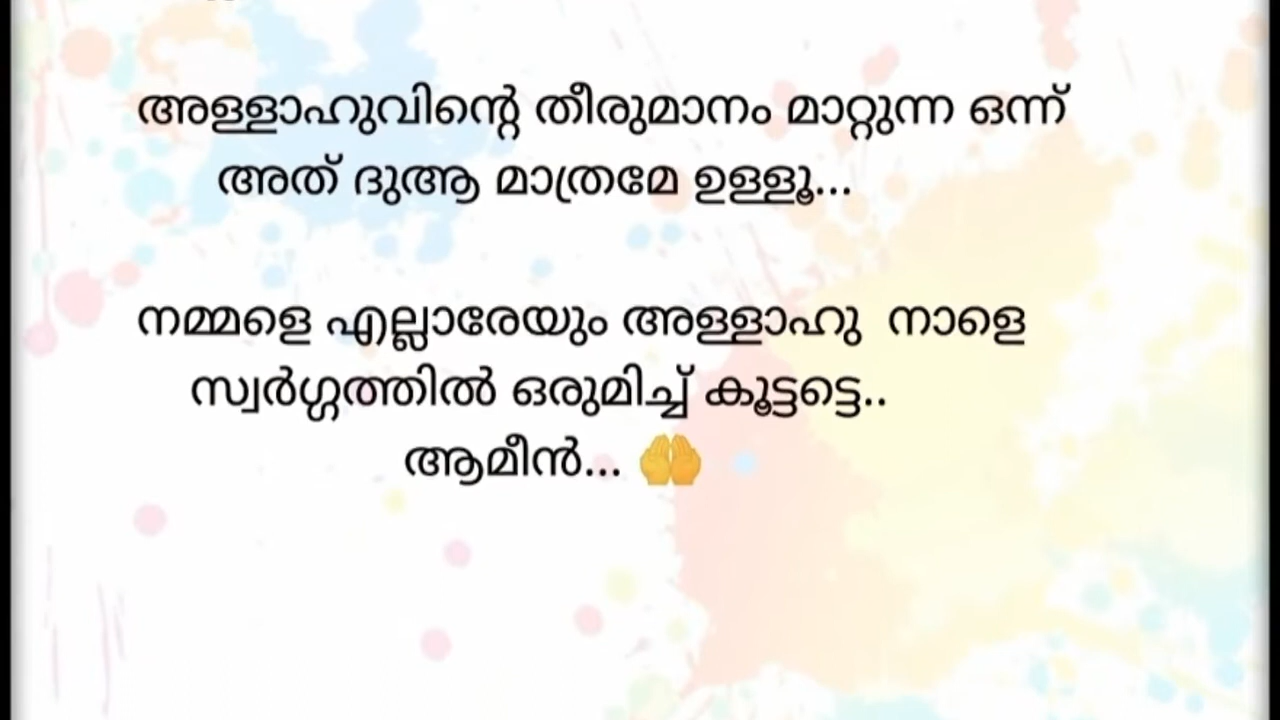 അള്ളാഹുവിന്റെ തീരുമാനം മാറ്റുന്ന ഒന്ന്
അത് ദുആ മാത്രമേ ഉള്ളൂ...
നമ്മളെ എല്ലാരേയും അള്ളാഹു നാളെ
സ്വർഗ്ഗത്തിൽ ഒരുമിച്ച് കൂട്ടട്ടെ..
ആമീൻ... 🤲